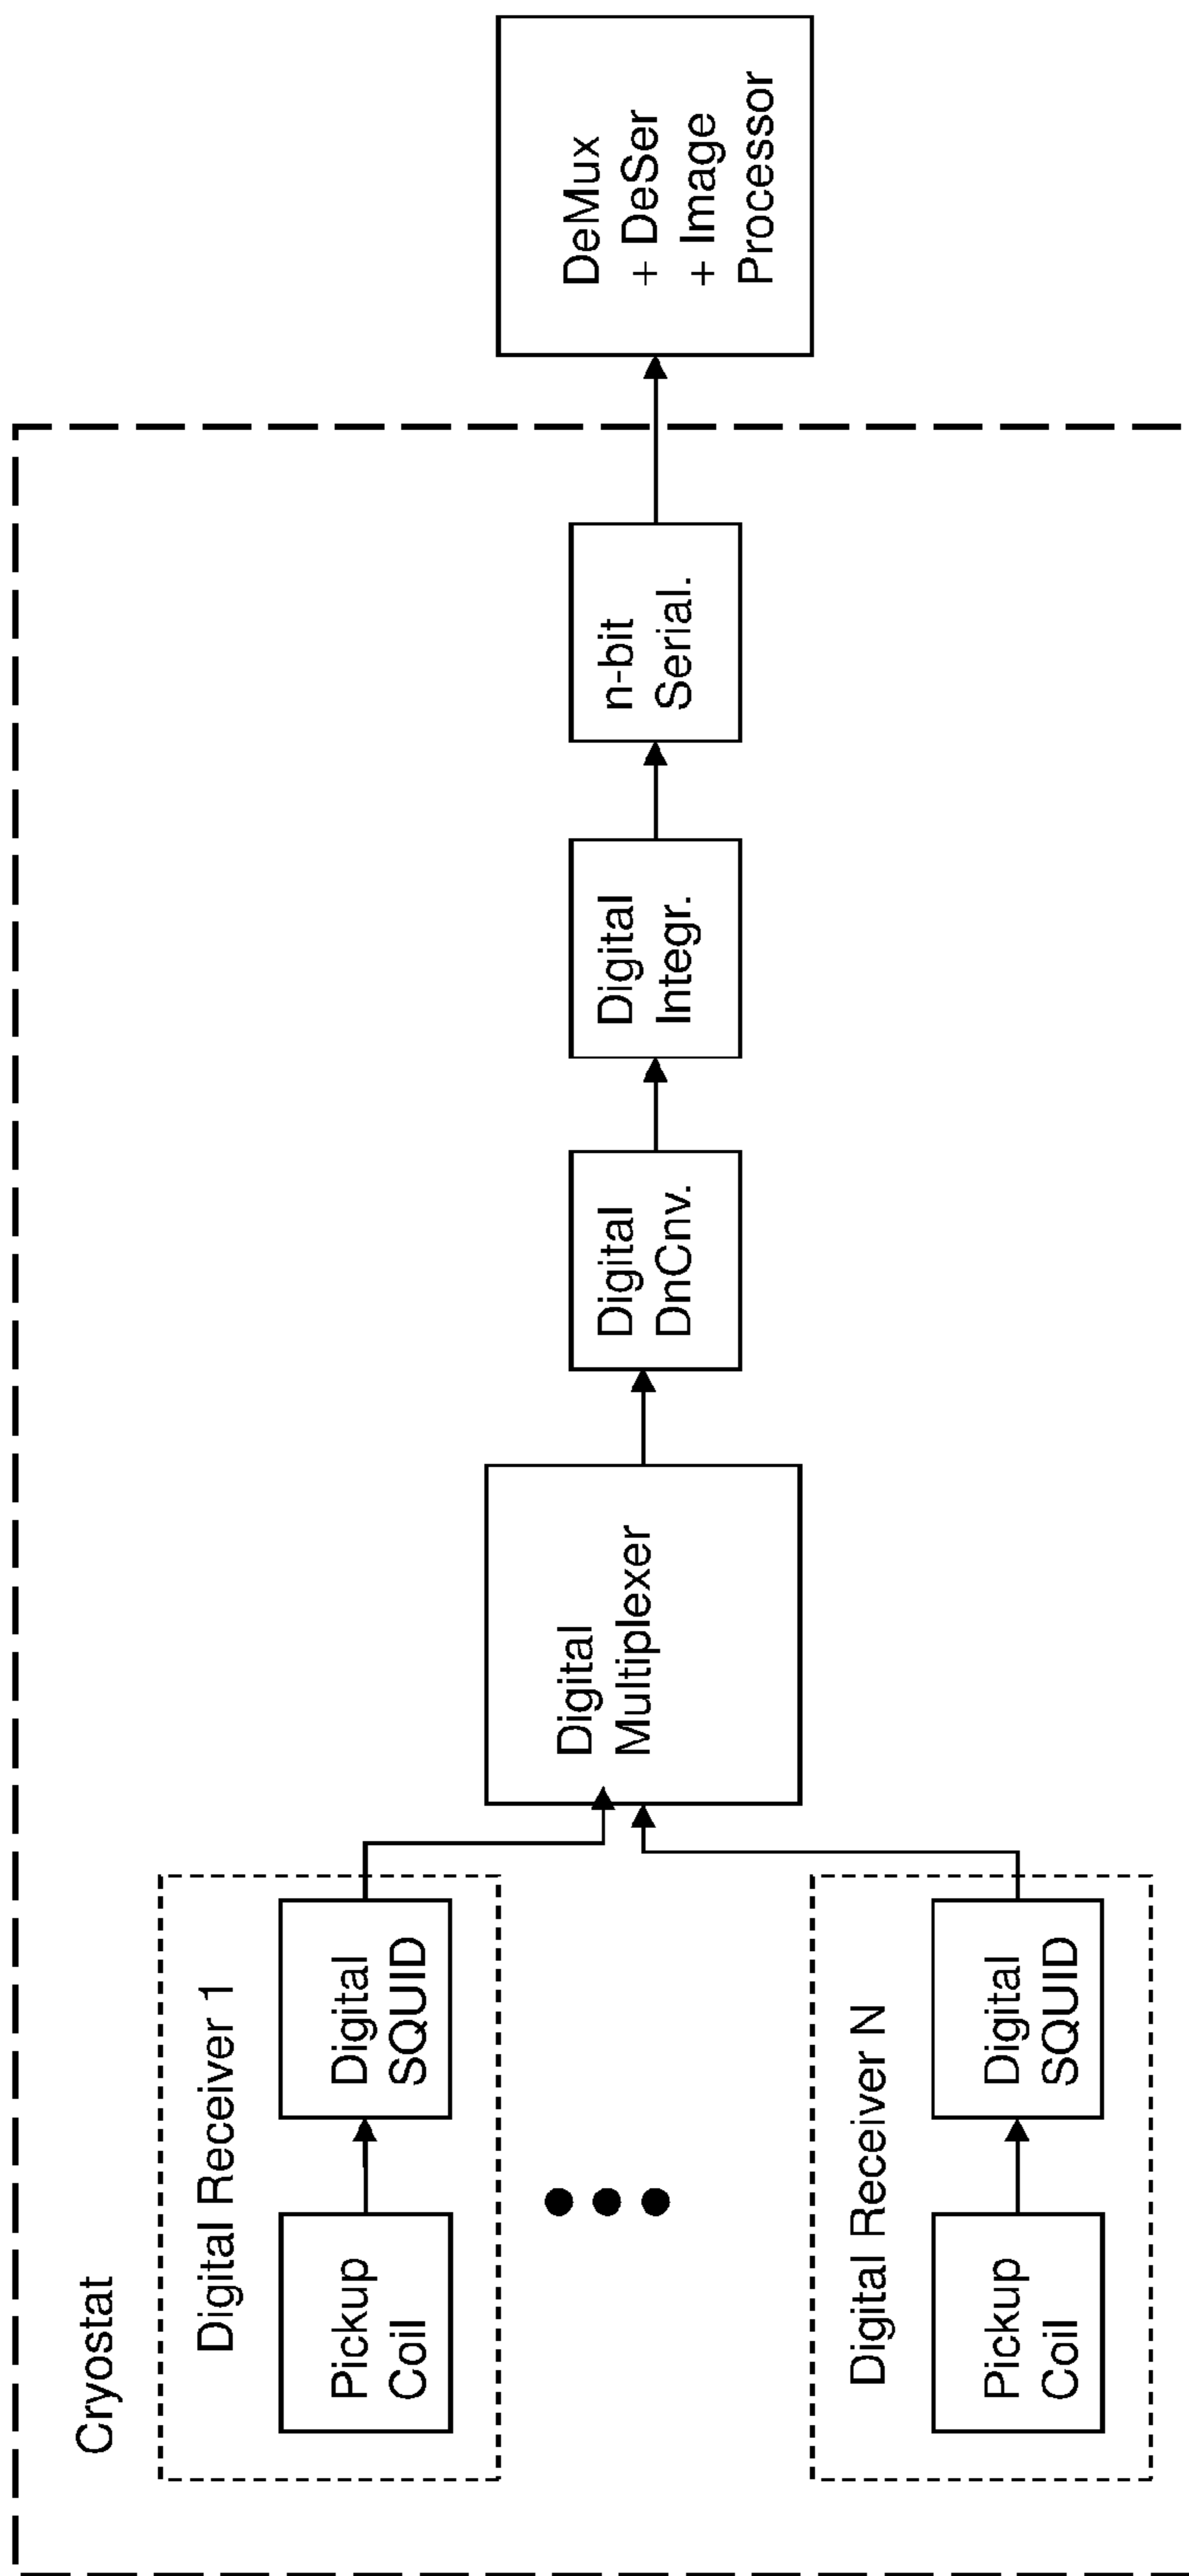 Cryostat
Digital Receiver 1
Pickup
Coil
Digital
SQUID
Digital Receiver N
Pickup
Coil
Digital
SQUID
Digital
Multiplexer
Digital
DnCnv.
Digital
Integr.
n-bit
Serial.
DeMux
+ DeSer
+ Image
Processor